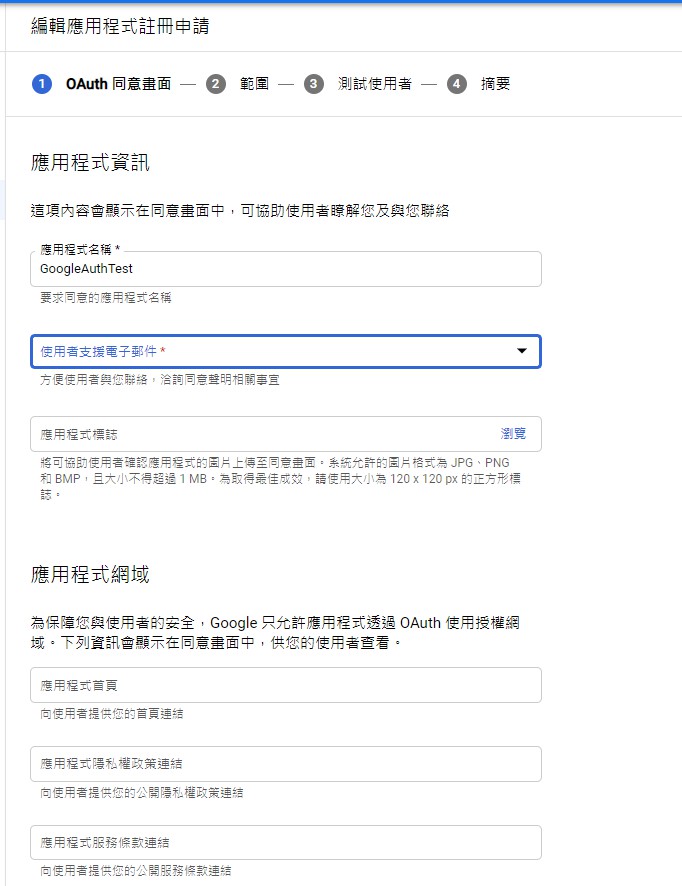 編輯應用程式註冊申請
1 OAuth 同意畫面 — 2 範圍 — 3 測試使用者 — 4 摘要
應用程式資訊
這項內容會顯示在同意畫面中，可協助使用者瞭解您及與您聯絡
應用程式名稱 *
GoogleAuthTest
要求同意的應用程式名稱
使用者支援電子郵件 *
方便使用者與您聯絡，洽詢同意聲明相關事宜
應用程式標誌 瀏覽
將可協助使用者確認應用程式的圖片上傳至同意畫面。系統允許的圖片格式為 JPG、PNG
和 BMP，且大小不得超過 1 MB。為取得最佳成效，請使用大小為 120 x 120 px 的正方形標
誌。
應用程式網域
為保障您與使用者的安全，Google 只允許應用程式透過 OAuth 使用授權網
域。下列資訊會顯示在同意畫面中，供您的使用者查看。
應用程式首頁
向使用者提供您的首頁連結
應用程式隱私權政策連結
向使用者提供您的公開隱私權政策連結
應用程式服務條款連結
向使用者提供您的公開服務條款連結